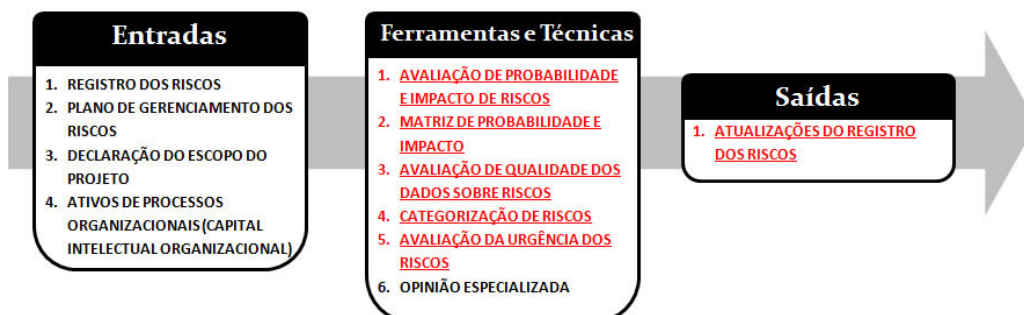 Entradas
1. REGISTRO DOS RISCOS
2. PLANO DE GERENCIAMENTO DOS
RISCOS
3. DECLARAÇÃO DO ESCOPO DO
PROJETO
4. ATIVOS DE PROCESSOS
ORGANIZACIONAIS(CAPITAL
INTELECTUAL ORGANIZACIONAL)
Ferramentas e Técnicas
1. AVALIAÇÃO DE PROBABILIDADE
E IMPACTO DE RISCOS
2. MATRIZ DE PROBABILIDADE E
IMPACTO
3. AVALIAÇÃO DE QUALIDADE DOS
DADOS SOBRE RISCOS
4. CATEGORIZAÇÃO DE RISCOS
5. AVALIAÇÃO DA URGÊNCIA DOS
RISCOS
6. OPINIÃO ESPECIALIZADA
Saídas
1. ATUALIZAÇÕES DO REGISTRO
DOS RISCOS